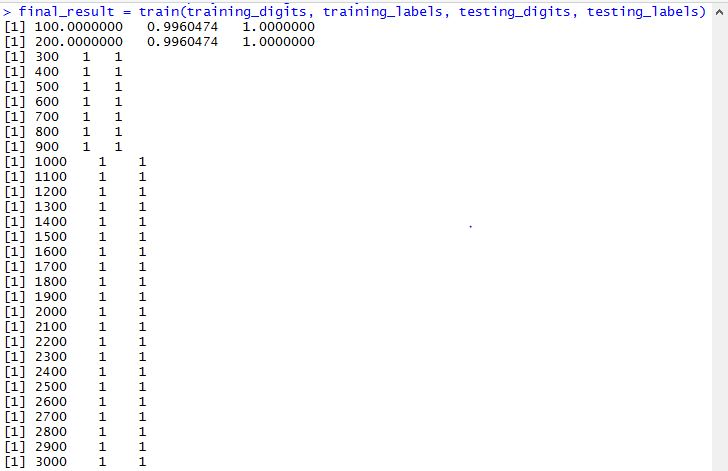 > final_result = train(training_digits, training_labels, testing_digits, testing_labels)
[1] 100.0000000   0.9960474   1.0000000
[1] 200.0000000   0.9960474   1.0000000
[1] 300   1   1
[1] 400   1   1
[1] 500   1   1
[1] 600   1   1
[1] 700   1   1
[1] 800   1   1
[1] 900   1   1
[1] 1000    1    1
[1] 1100    1    1
[1] 1200    1    1
[1] 1300    1    1
[1] 1400    1    1
[1] 1500    1    1
[1] 1600    1    1
[1] 1700    1    1
[1] 1800    1    1
[1] 1900    1    1
[1] 2000    1    1
[1] 2100    1    1
[1] 2200    1    1
[1] 2300    1    1
[1] 2400    1    1
[1] 2500    1    1
[1] 2600    1    1
[1] 2700    1    1
[1] 2800    1    1
[1] 2900    1    1
[1] 3000    1    1